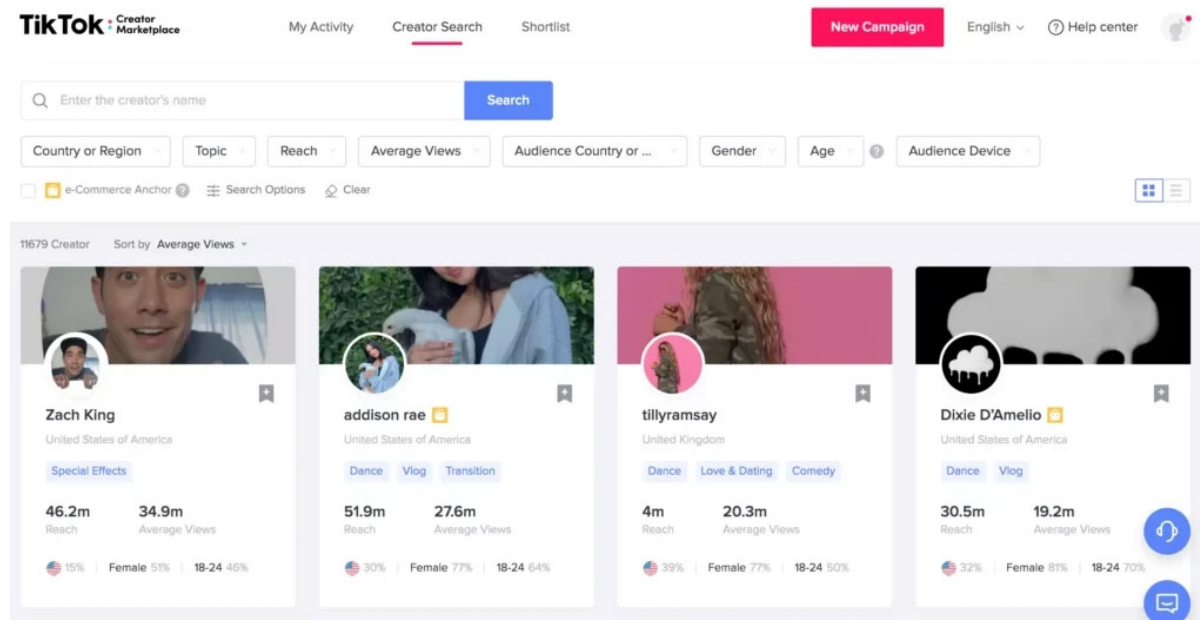 TikTok: Creator Marketplace
My Activity
Creator Search
Shortlist
New Campaign
English
Help center
Enter the creator's name
Search
Country or Region
Topic
Reach
Average Views
Audience Country or ...
Gender
Age
Audience Device
e-Commerce Anchor
Search Options
Clear
11679 Creator
Sort by Average Views
Zach King
United States of America
Special Effects
46.2m
34.9m
Reach
Average Views
15%
Female 51%
18-24 46%
addison rae
United States of America
Dance
Vlog
Transition
51.9m
27.6m
Reach
Average Views
30%
Female 77%
18-24 64%
tillyramsay
United Kingdom
Dance
Love & Dating
Comedy
4m
20.3m
Reach
Average Views
39%
Female 77%
18-24 50%
Dixie D'Amelio
United States of America
Dance
Vlog
30.5m
19.2m
Reach
Average Views
32%
Female 81%
18-24 70%